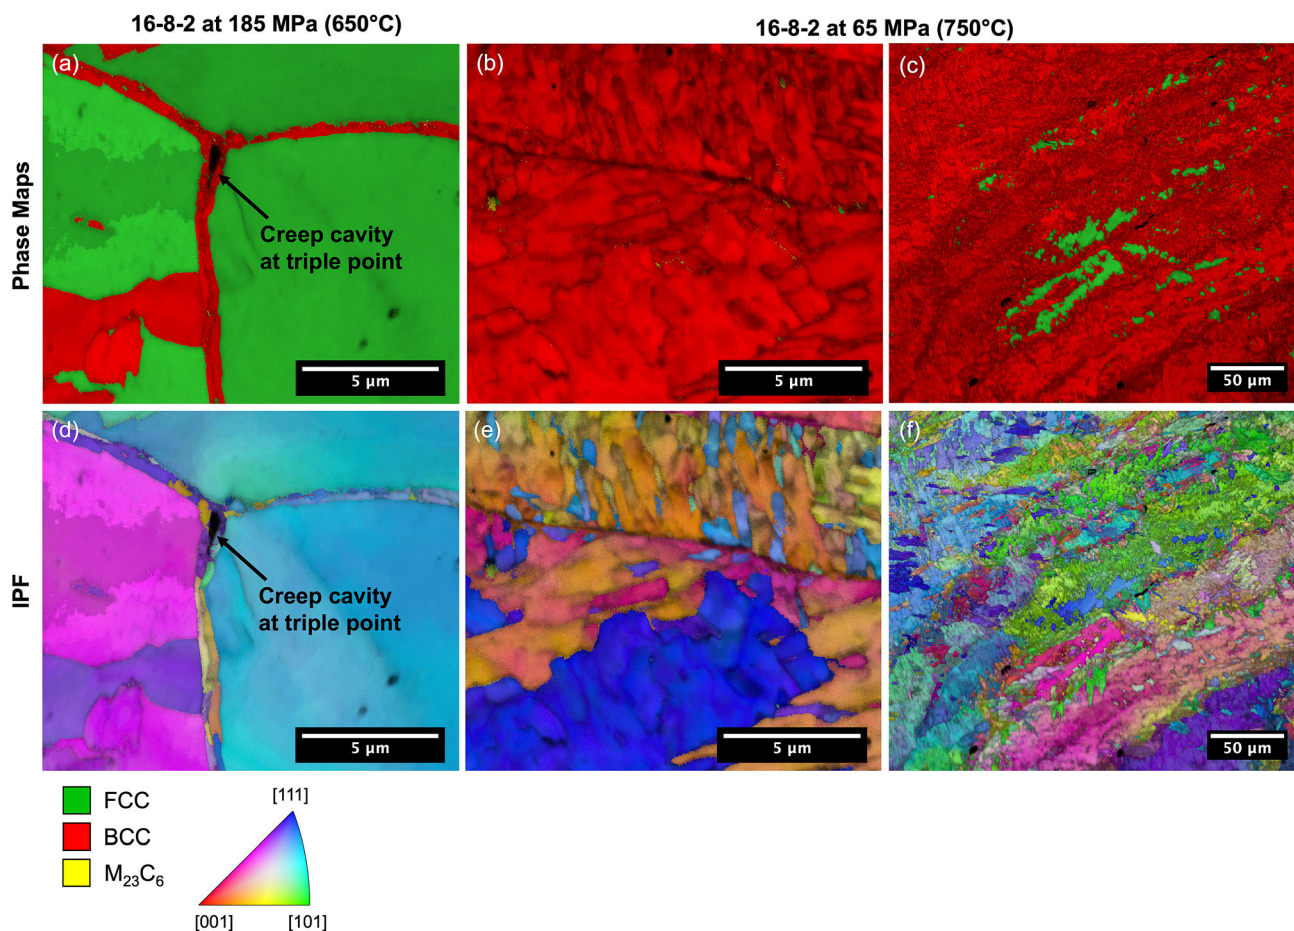 16-8-2 at 185 MPa (650°C)
16-8-2 at 65 MPa (750°C)
Phase Maps
(a)
Creep cavity
at triple point
5 µm
(b)
5 µm
(c)
50 µm
IPF
(d)
Creep cavity
at triple point
5 µm
(e)
5 µm
(f)
50 µm
FCC
BCC
M₂₃C₆
[111]
[001]
[101]